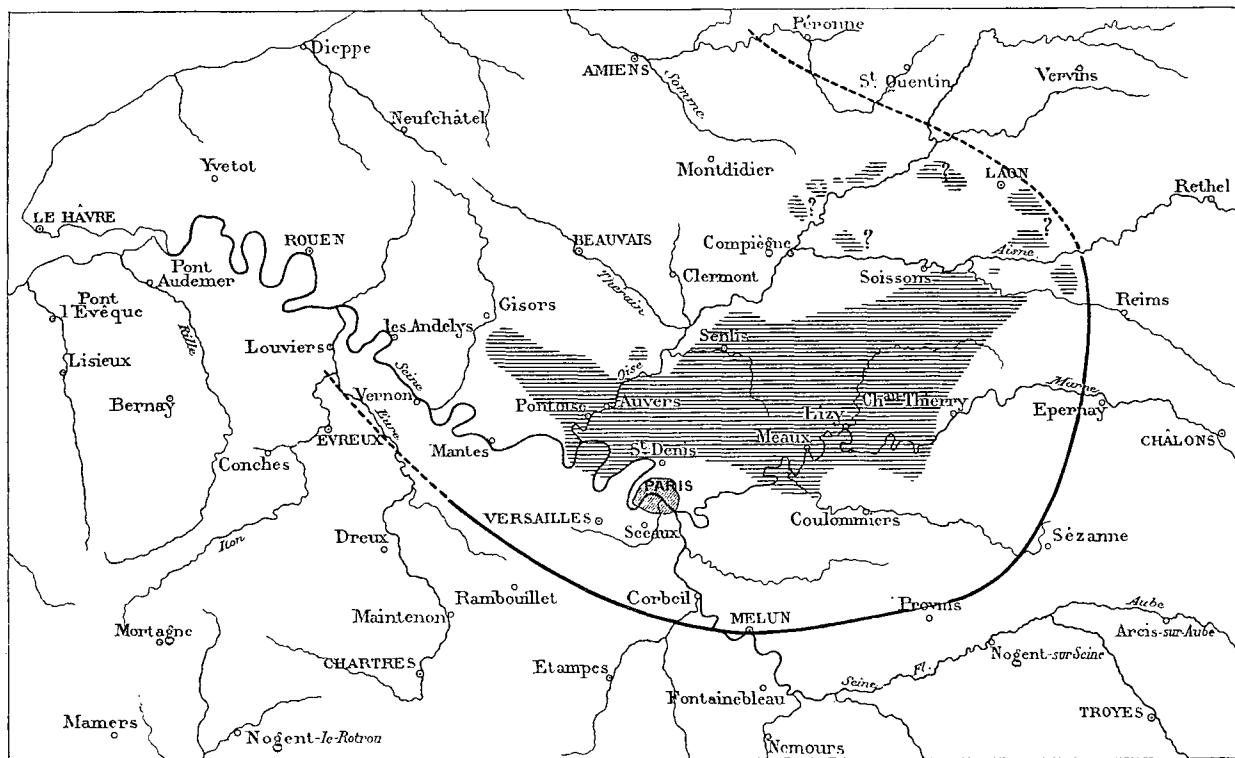 Péronne
Dieppe
AMIENS
Somme
St Quentin
Vervins
Neufchâtel
Yvetot
Montdidier
?
LAON
Rethel
LE HÂVRE
?
ROUEN
BEAUVAIS
Compiègne
?
?
Aisne
Pont
Audemer
Clermont
Soissons
Therain
Pont
l'Evêque
Gisors
Reims
Rille
les Andelys
Senlis
Louviers
Lisieux
Seine
Oise
Vernon
Marne
Bernay
Pontoise
Auvers
Chau Thierry
Epernay
Eure
Lizy
EVREUX
Mantes
St Denis
Meaux
CHÂLONS
Conches
PARIS
VERSAILLES
Coulommiers
Sceaux
Iton
Dreux
Sézanne
Rambouillet
Corbeil
Provins
Maintenon
MELUN
Aube
Mortagne
Arcis-sur-Aube
CHARTRES
Etampes
Nogent-sur-Seine
Seine Fl.
Fontainebleau
Mamers
TROYES
Nogent-le-Rotrou
Nemours